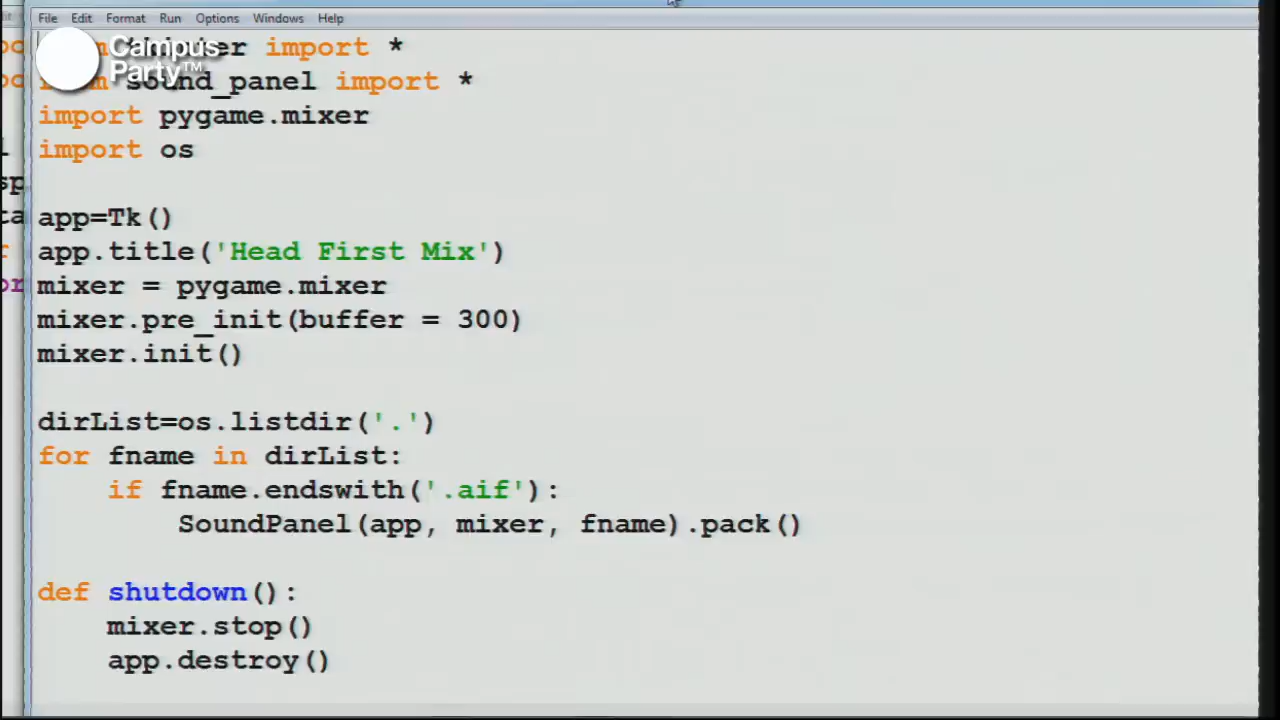 File Edit Format Run Options Windows Help
Campus
Party™
import *
sound_panel import *
import pygame.mixer
import os
app=Tk()
app.title('Head First Mix')
mixer = pygame.mixer
mixer.pre_init(buffer = 300)
mixer.init()
dirList=os.listdir('.')
for fname in dirList:
if fname.endswith('.aif'):
SoundPanel(app, mixer, fname).pack()
def shutdown():
mixer.stop()
app.destroy()